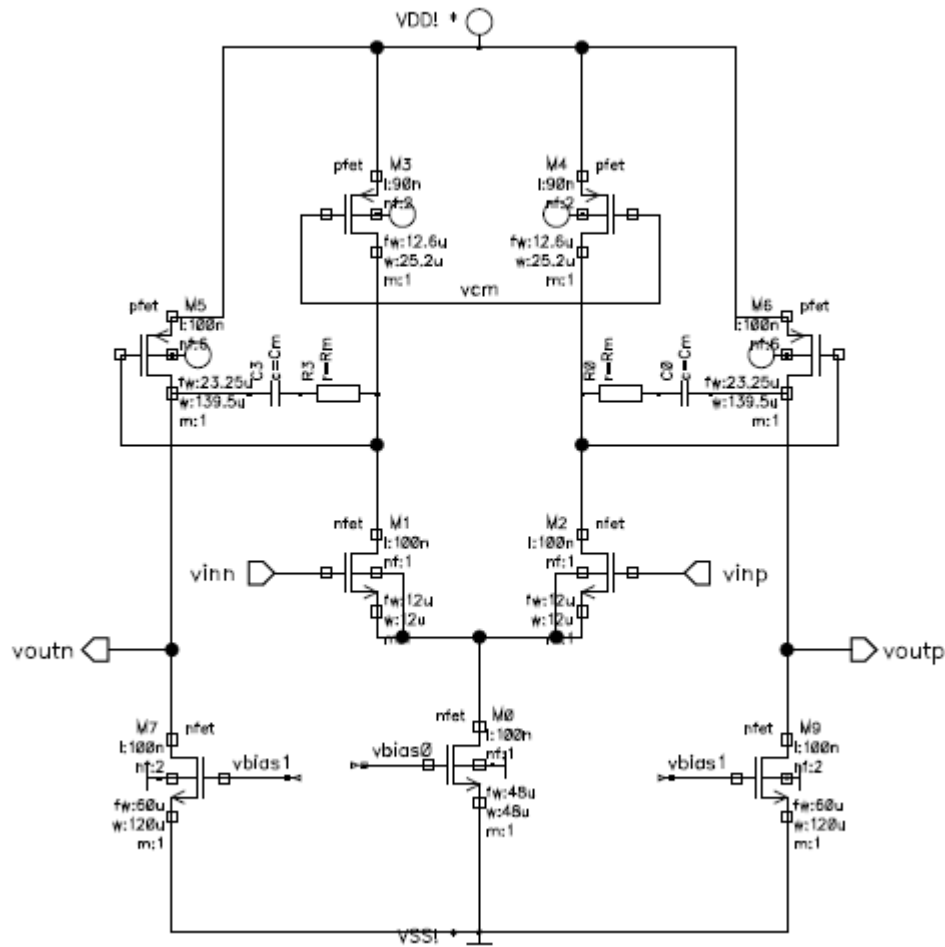 VDD! *
pfet
M3
l:90n
nf:2
fw:12.6u
w:25.2u
m:1
M4
pfet
l:90n
nf:2
fw:12.6u
w:25.2u
m:1
vcm
pfet
M5
l:100n
nf:6
fw:23.25u
w:139.5u
m:1
C3
c=Cm
R3
r=Rm
R0
r=Rm
C0
c=Cm
M6
pfet
l:100n
nf:6
fw:23.25u
w:139.5u
m:1
nfet
M1
l:100n
nf:1
fw:12u
w:12u
m:1
M2
nfet
l:100n
nf:1
fw:12u
w:12u
m:1
vinn
vinp
voutn
voutp
M7
nfet
l:100n
nf:2
fw:60u
w:120u
m:1
vbias1
nfet
M0
l:100n
nf:1
fw:48u
w:48u
m:1
vbias0
vbias1
nfet
M9
l:100n
nf:2
fw:60u
w:120u
m:1
VSS! *